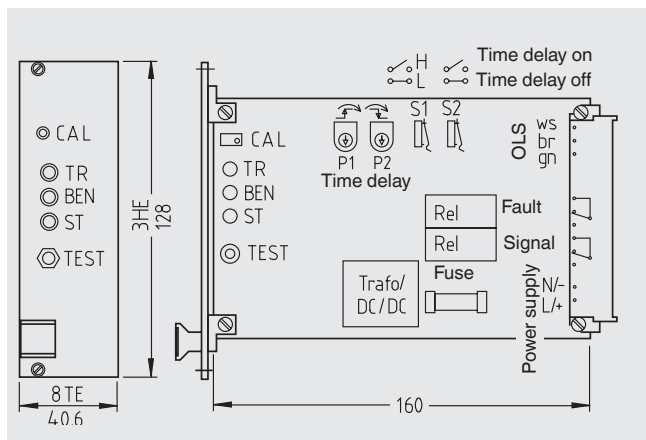 H Time delay on
L Time delay off
S1 S2
P1 P2
Time delay
OLS
ws
br
gn
CAL
TR
BEN
ST
TEST
3HE
128
CAL
TR
BEN
ST
TEST
Rel Fault
Rel Signal
Fuse
Trafo/
DC/DC
Power supply
N/-
L/+
8 TE
40.6
160